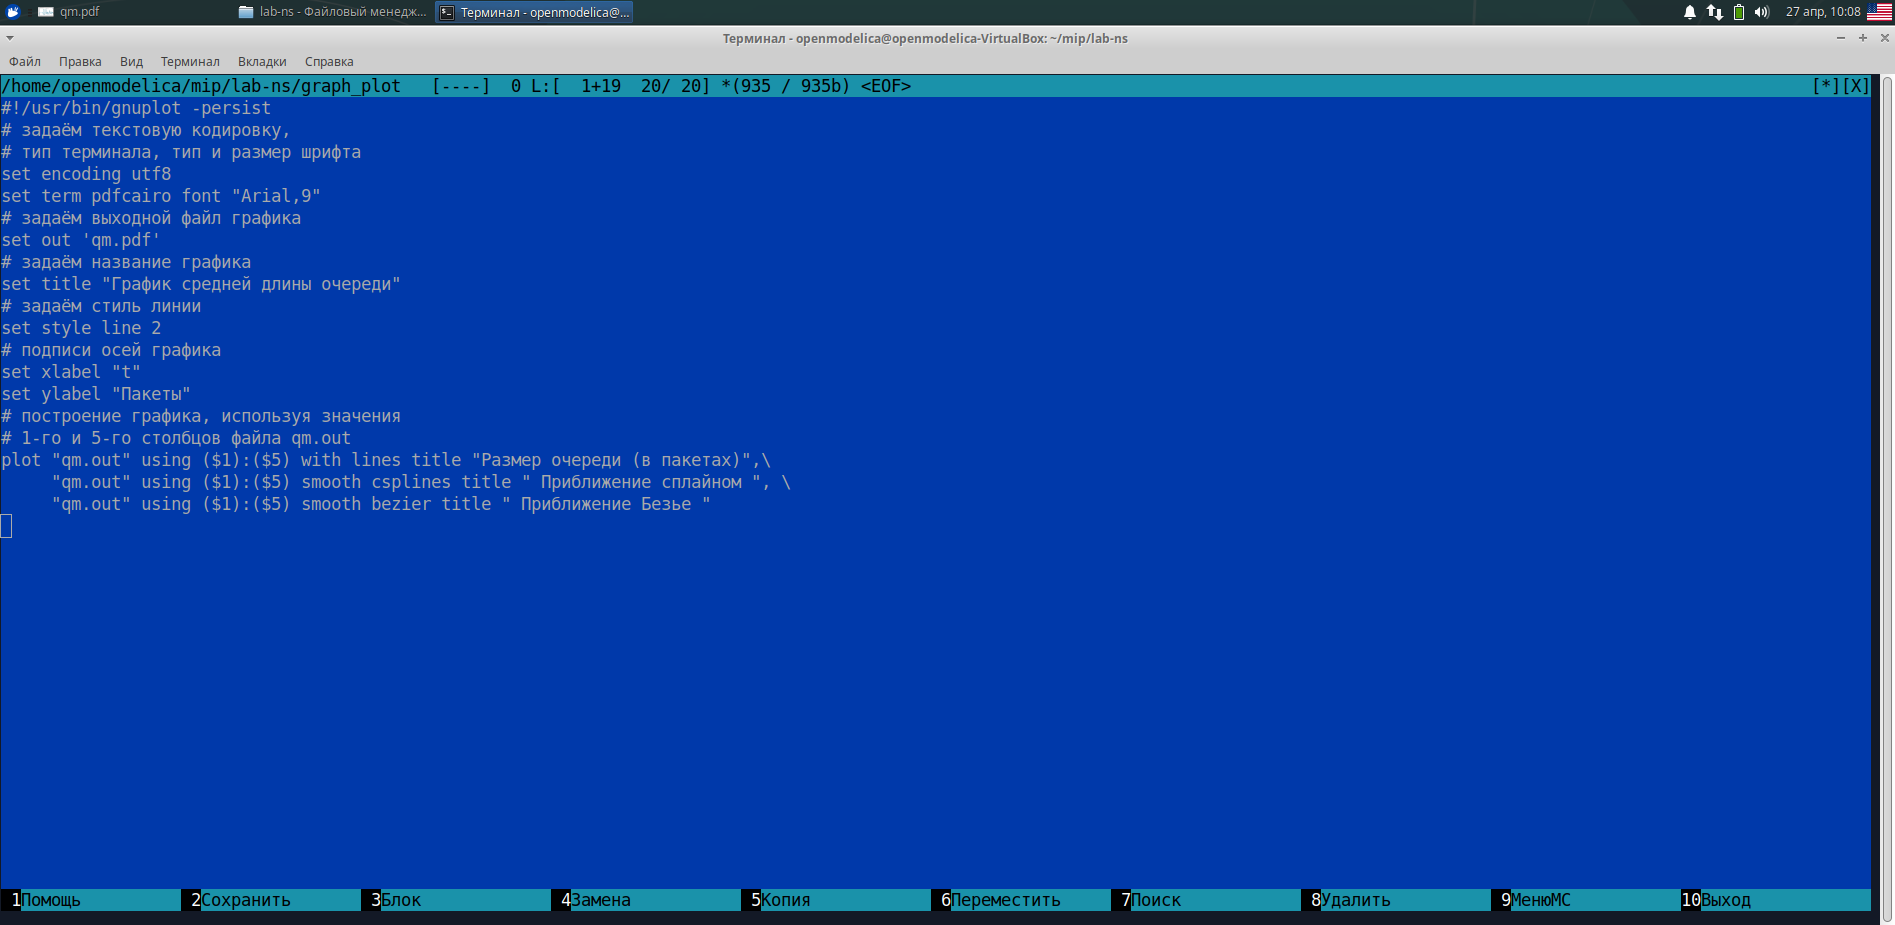 qm.pdf
lab-ns - Файловый менедж...
Терминал - openmodelica@...
27 апр, 10:08
Терминал - openmodelica@openmodelica-VirtualBox: ~/mip/lab-ns
Файл Правка Вид Терминал Вкладки Справка
/home/openmodelica/mip/lab-ns/graph_plot [----] 0 L:[ 1+19 20/ 20] *(935 / 935b) <EOF> [*][X]
#!/usr/bin/gnuplot -persist
# задаём текстовую кодировку,
# тип терминала, тип и размер шрифта
set encoding utf8
set term pdfcairo font "Arial,9"
# задаём выходной файл графика
set out 'qm.pdf'
# задаём название графика
set title "График средней длины очереди"
# задаём стиль линии
set style line 2
# подписи осей графика
set xlabel "t"
set ylabel "Пакеты"
# построение графика, используя значения
# 1-го и 5-го столбцов файла qm.out
plot "qm.out" using ($1):($5) with lines title "Размер очереди (в пакетах)",\
"qm.out" using ($1):($5) smooth csplines title " Приближение сплайном ", \
"qm.out" using ($1):($5) smooth bezier title " Приближение Безье "
1Помощь 2Сохранить 3Блок 4Замена 5Копия 6Переместить 7Поиск 8Удалить 9МенюМС 10Выход